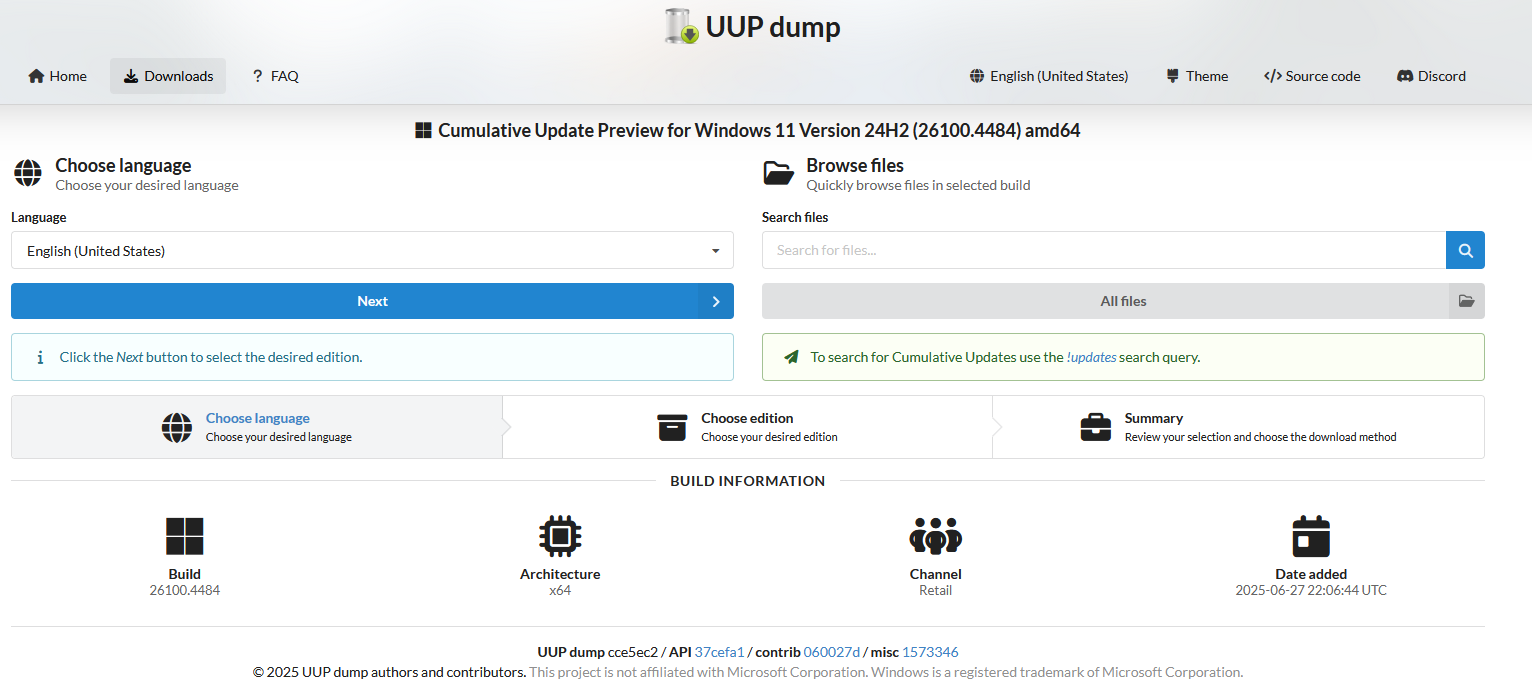 UUP dump
Home
Downloads
? FAQ
English (United States)
Theme
</> Source code
Discord
Cumulative Update Preview for Windows 11 Version 24H2 (26100.4484) amd64
Choose language
Choose your desired language
Language
English (United States)
Next
Click the Next button to select the desired edition.
Browse files
Quickly browse files in selected build
Search files
Search for files...
All files
To search for Cumulative Updates use the !updates search query.
Choose language
Choose your desired language
Choose edition
Choose your desired edition
Summary
Review your selection and choose the download method
BUILD INFORMATION
Build
26100.4484
Architecture
x64
Channel
Retail
Date added
2025-06-27 22:06:44 UTC
UUP dump cce5ec2 / API 37cefa1 / contrib 060027d / misc 1573346
© 2025 UUP dump authors and contributors. This project is not affiliated with Microsoft Corporation. Windows is a registered trademark of Microsoft Corporation.